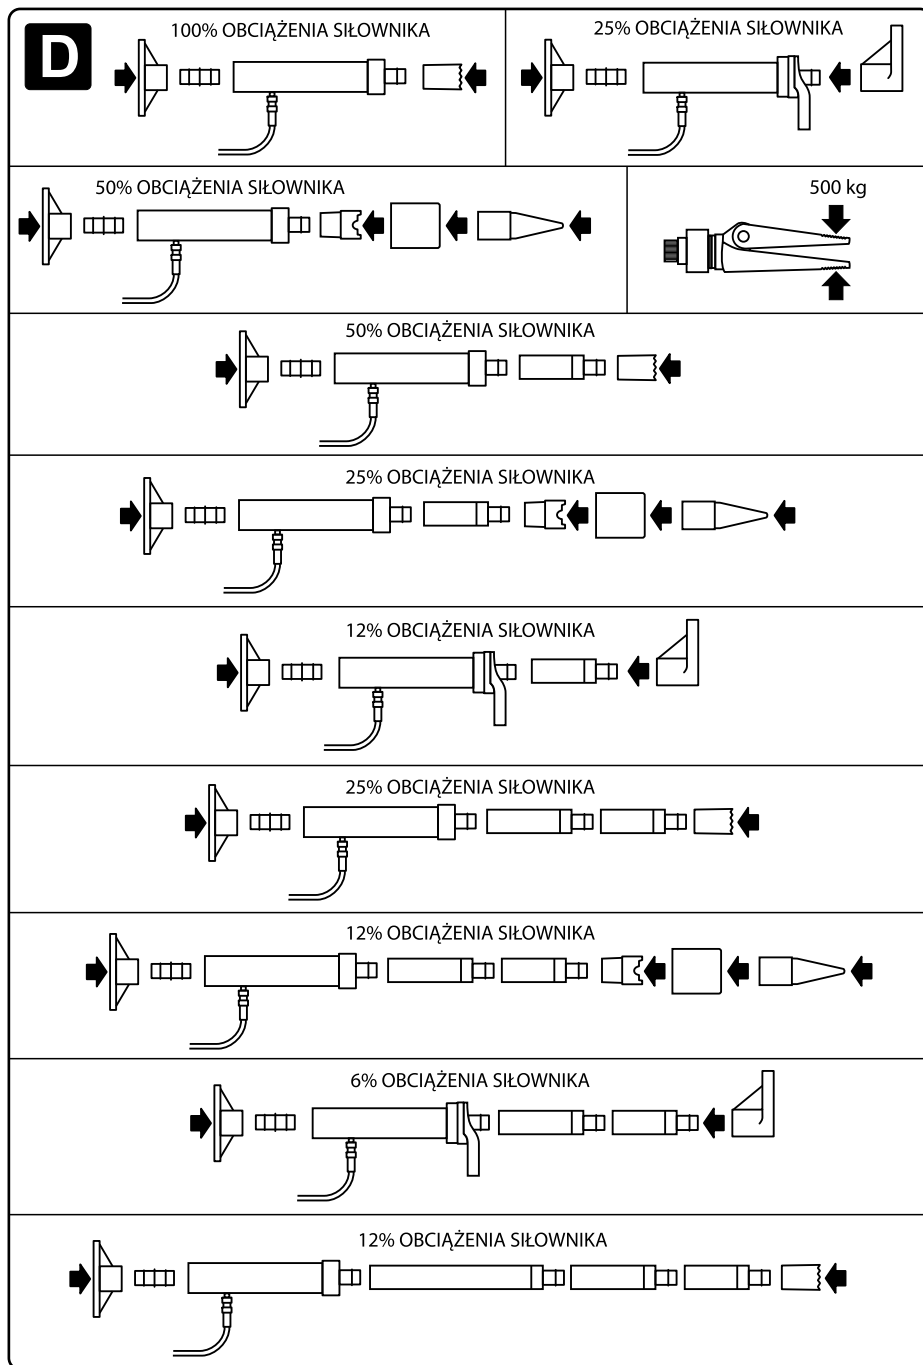 D
100% OBCIĄŻENIA SIŁOWNIKA
25% OBCIĄŻENIA SIŁOWNIKA
50% OBCIĄŻENIA SIŁOWNIKA
500 kg
50% OBCIĄŻENIA SIŁOWNIKA
25% OBCIĄŻENIA SIŁOWNIKA
12% OBCIĄŻENIA SIŁOWNIKA
25% OBCIĄŻENIA SIŁOWNIKA
12% OBCIĄŻENIA SIŁOWNIKA
6% OBCIĄŻENIA SIŁOWNIKA
12% OBCIĄŻENIA SIŁOWNIKA